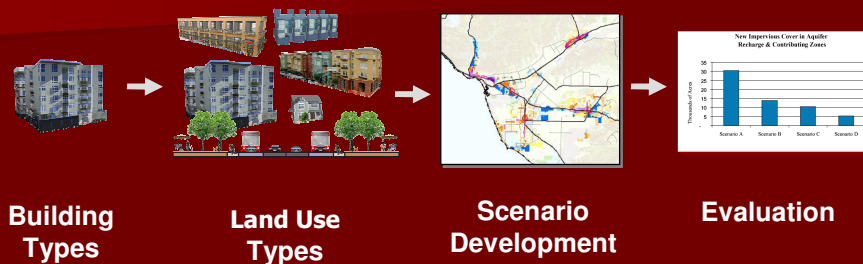 New Impervious Cover in Aquifer
Recharge & Contributing Zones
Thousands of Acres
35
30
25
20
15
10
5
-
Scenario A Scenario B Scenario C Scenario D
Building
Types
Land Use
Types
Scenario
Development
Evaluation